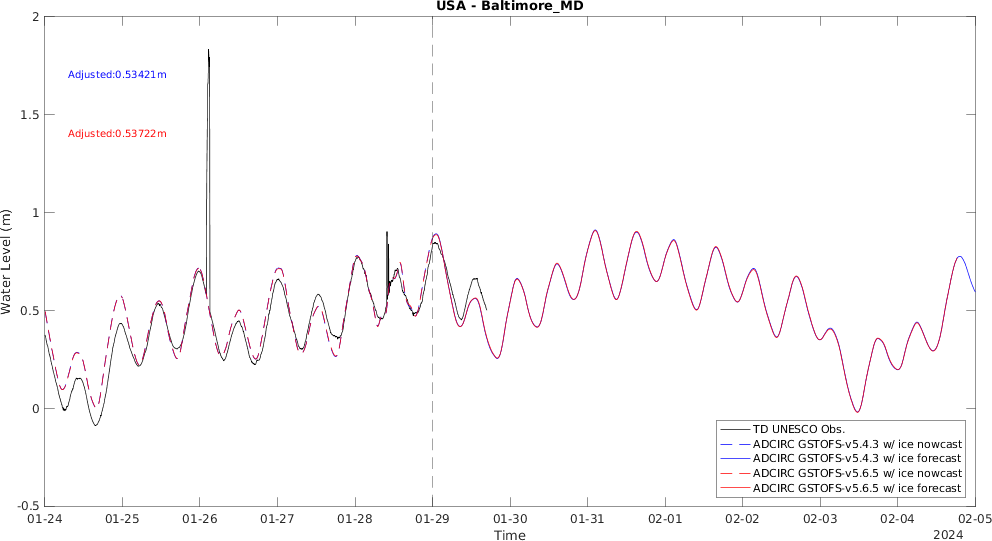 USA - Baltimore_MD
2
1.5
1
0.5
0
-0.5
Water Level (m)
Adjusted:0.53421m
Adjusted:0.53722m
TD UNESCO Obs.
ADCIRC GSTOFS-v5.4.3 w/ ice nowcast
ADCIRC GSTOFS-v5.4.3 w/ ice forecast
ADCIRC GSTOFS-v5.6.5 w/ ice nowcast
ADCIRC GSTOFS-v5.6.5 w/ ice forecast
01-24 01-25 01-26 01-27 01-28 01-29 01-30 01-31 02-01 02-02 02-03 02-04 02-05
Time
2024